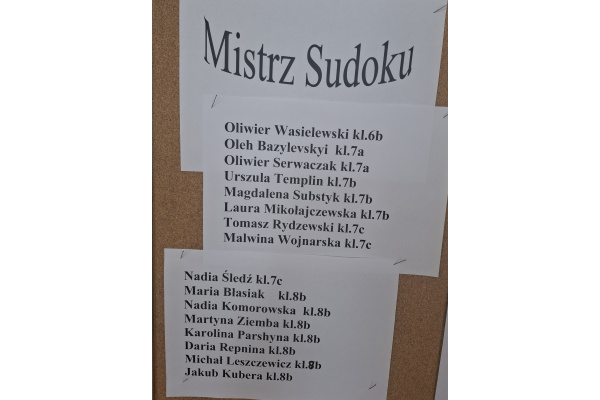 Mistrz Sudoku
Oliwier Wasielewski kl.6b
Oleh Bazylevskyi kl.7a
Oliwier Serwaczak kl.7a
Urszula Templin kl.7b
Magdalena Substyk kl.7b
Laura Mikołajczewska kl.7b
Tomasz Rydzewski kl.7c
Malwina Wojnarska kl.7c
Nadia Śledź kl.7c
Maria Błasiak kl.8b
Nadia Komorowska kl.8b
Martyna Ziemba kl.8b
Karolina Parshyna kl.8b
Daria Repnina kl.8b
Michał Leszczewicz kl.8b
Jakub Kubera kl.8b